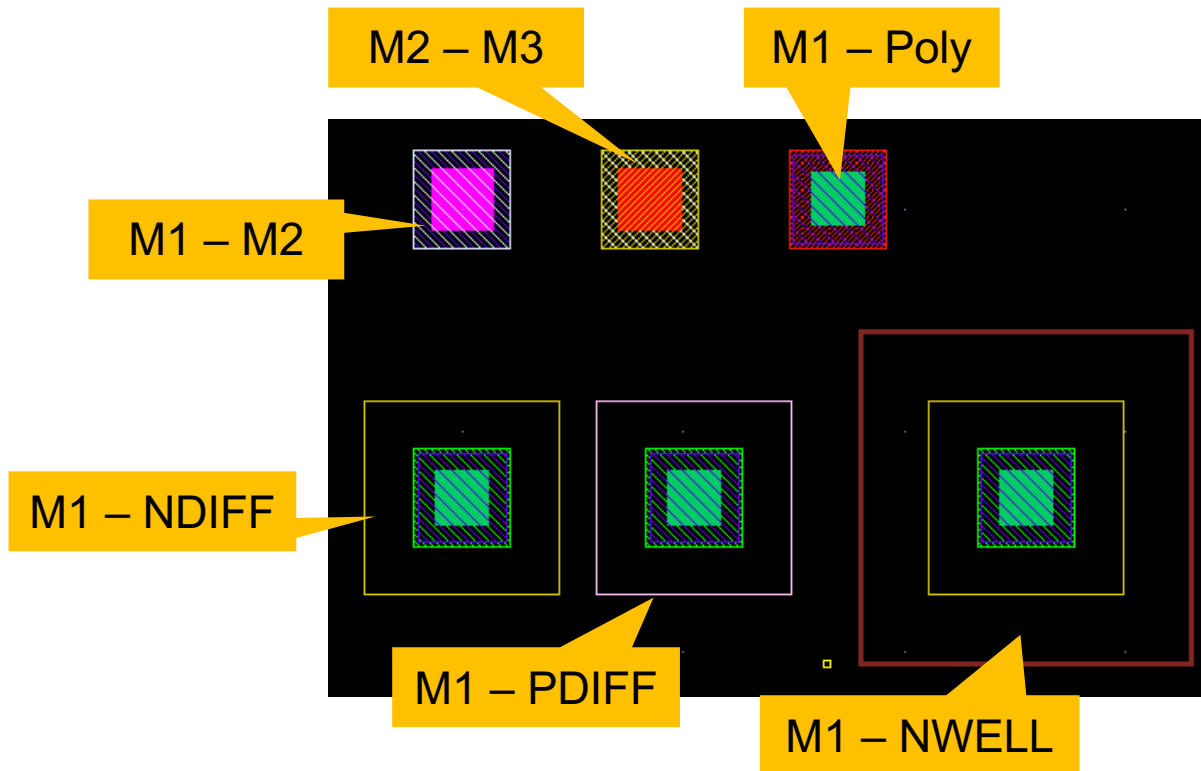 M2 – M3
M1 – Poly
M1 – M2
M1 – NDIFF
M1 – PDIFF
M1 – NWELL